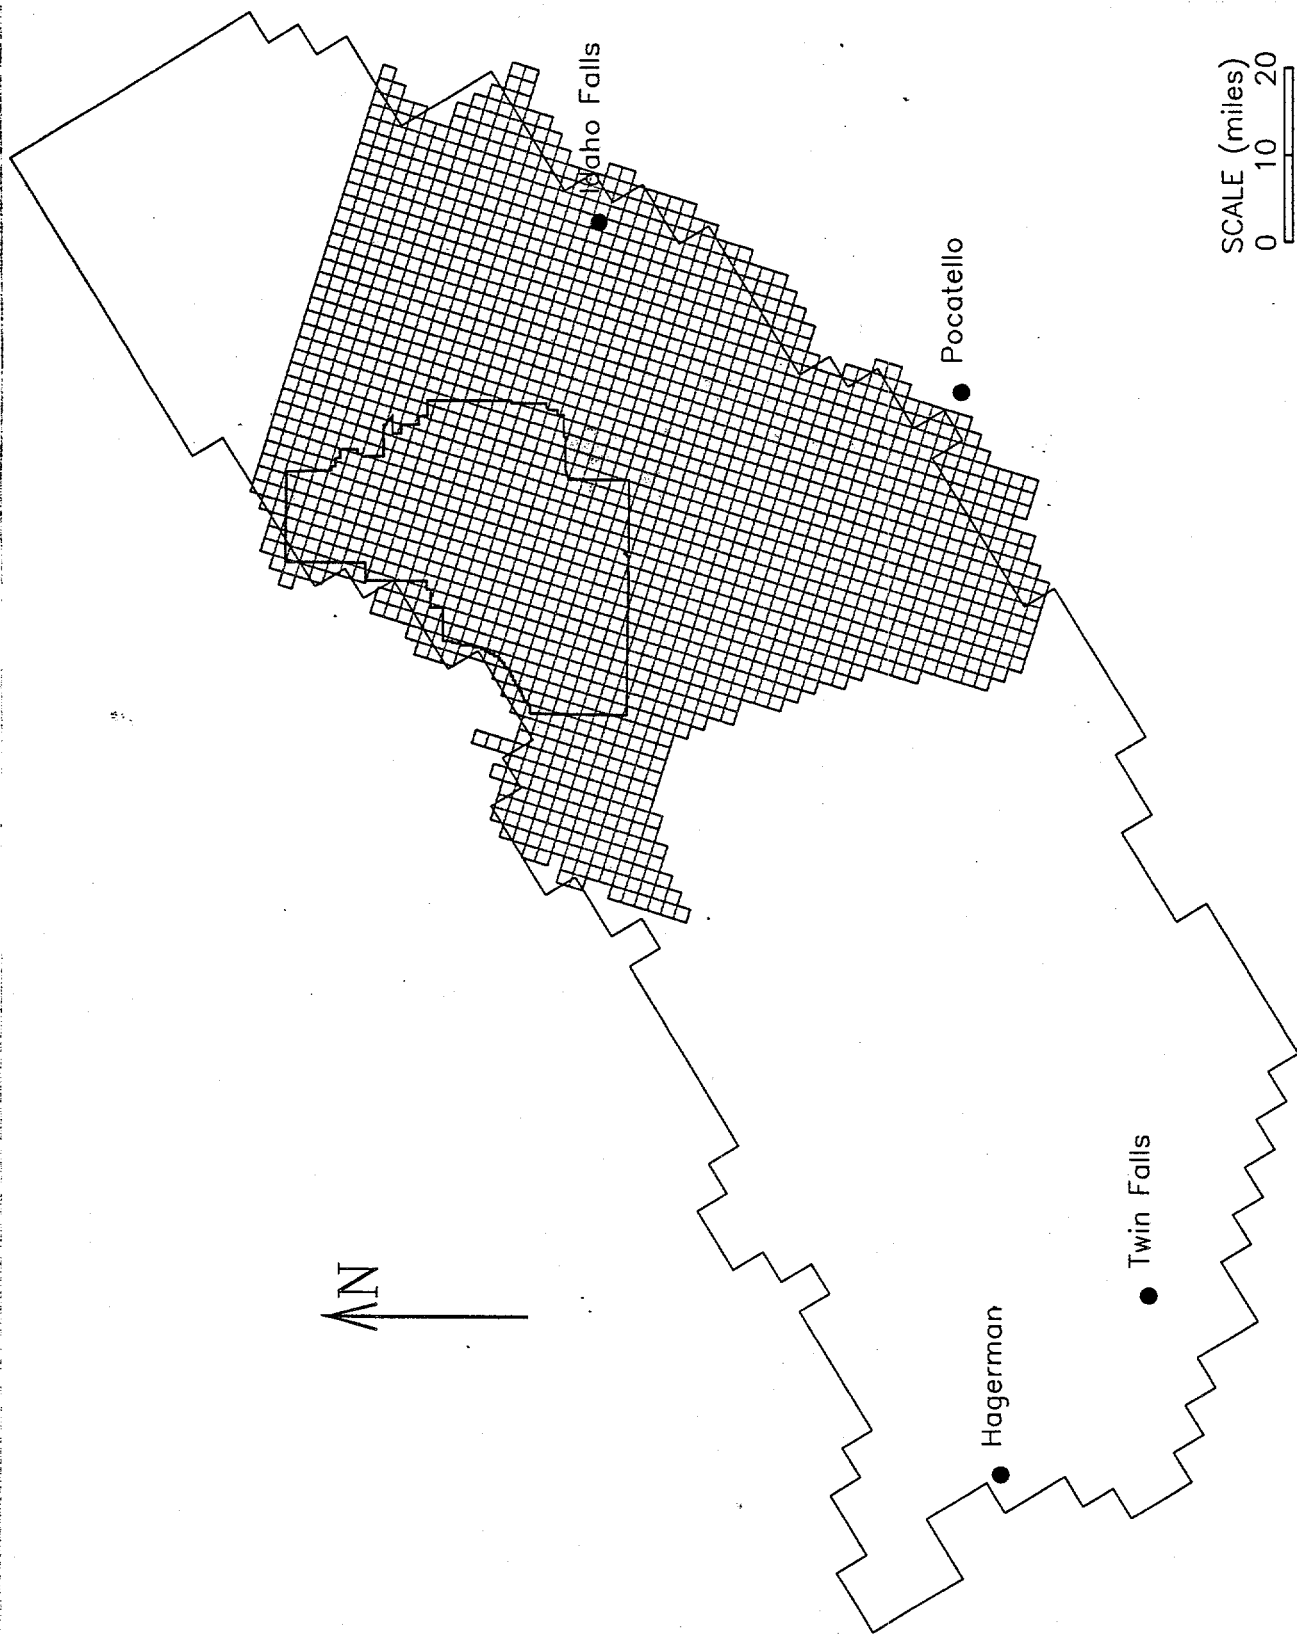 Idaho Falls
Pocatello
N
Twin Falls
Hagerman
SCALE (miles)
0 10 20